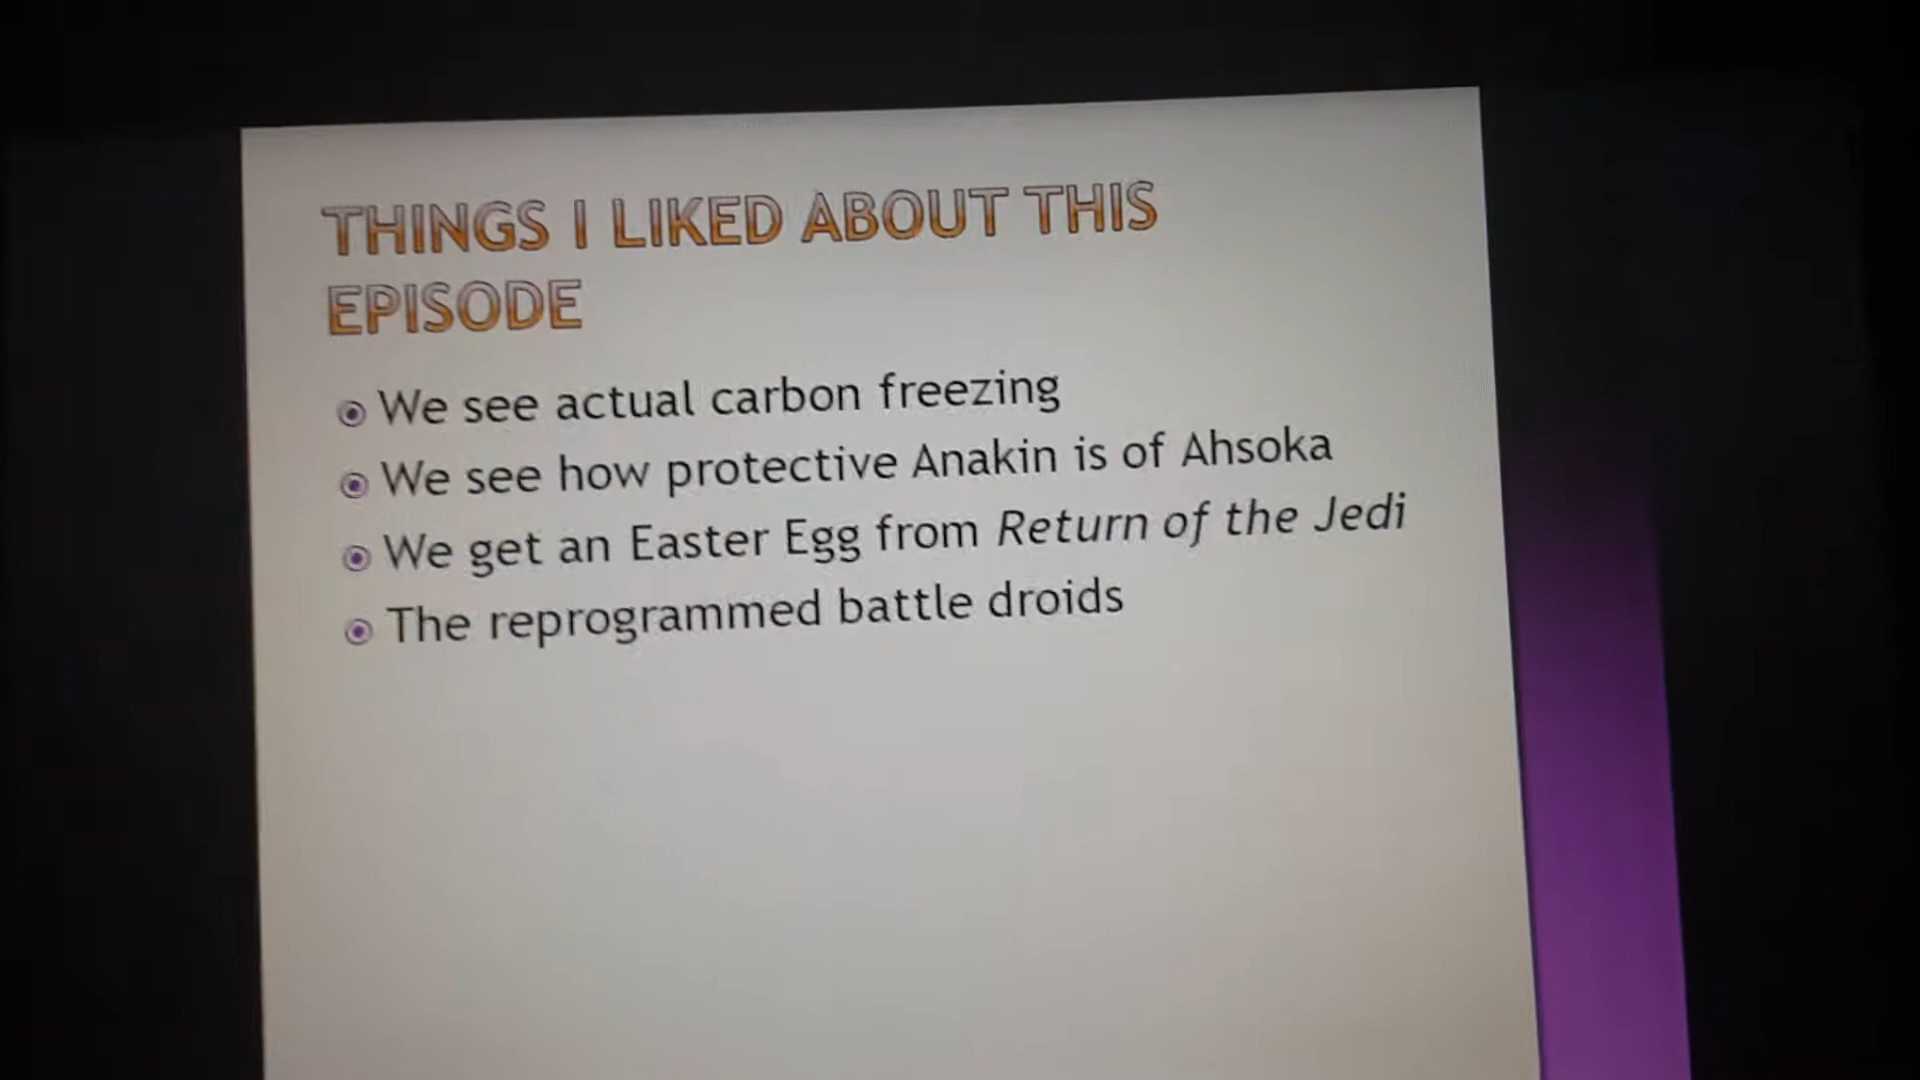 THINGS I LIKED ABOUT THIS
EPISODE
We see actual carbon freezing
We see how protective Anakin is of Ahsoka
We get an Easter Egg from Return of the Jedi
The reprogrammed battle droids